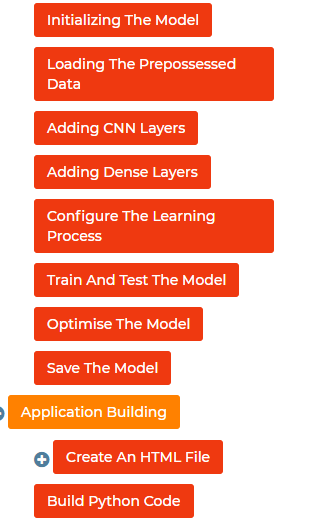 Initializing The Model
Loading The Prepossessed
Data
Adding CNN Layers
Adding Dense Layers
Configure The Learning
Process
Train And Test The Model
Optimise The Model
Save The Model
Application Building
Create An HTML File
Build Python Code